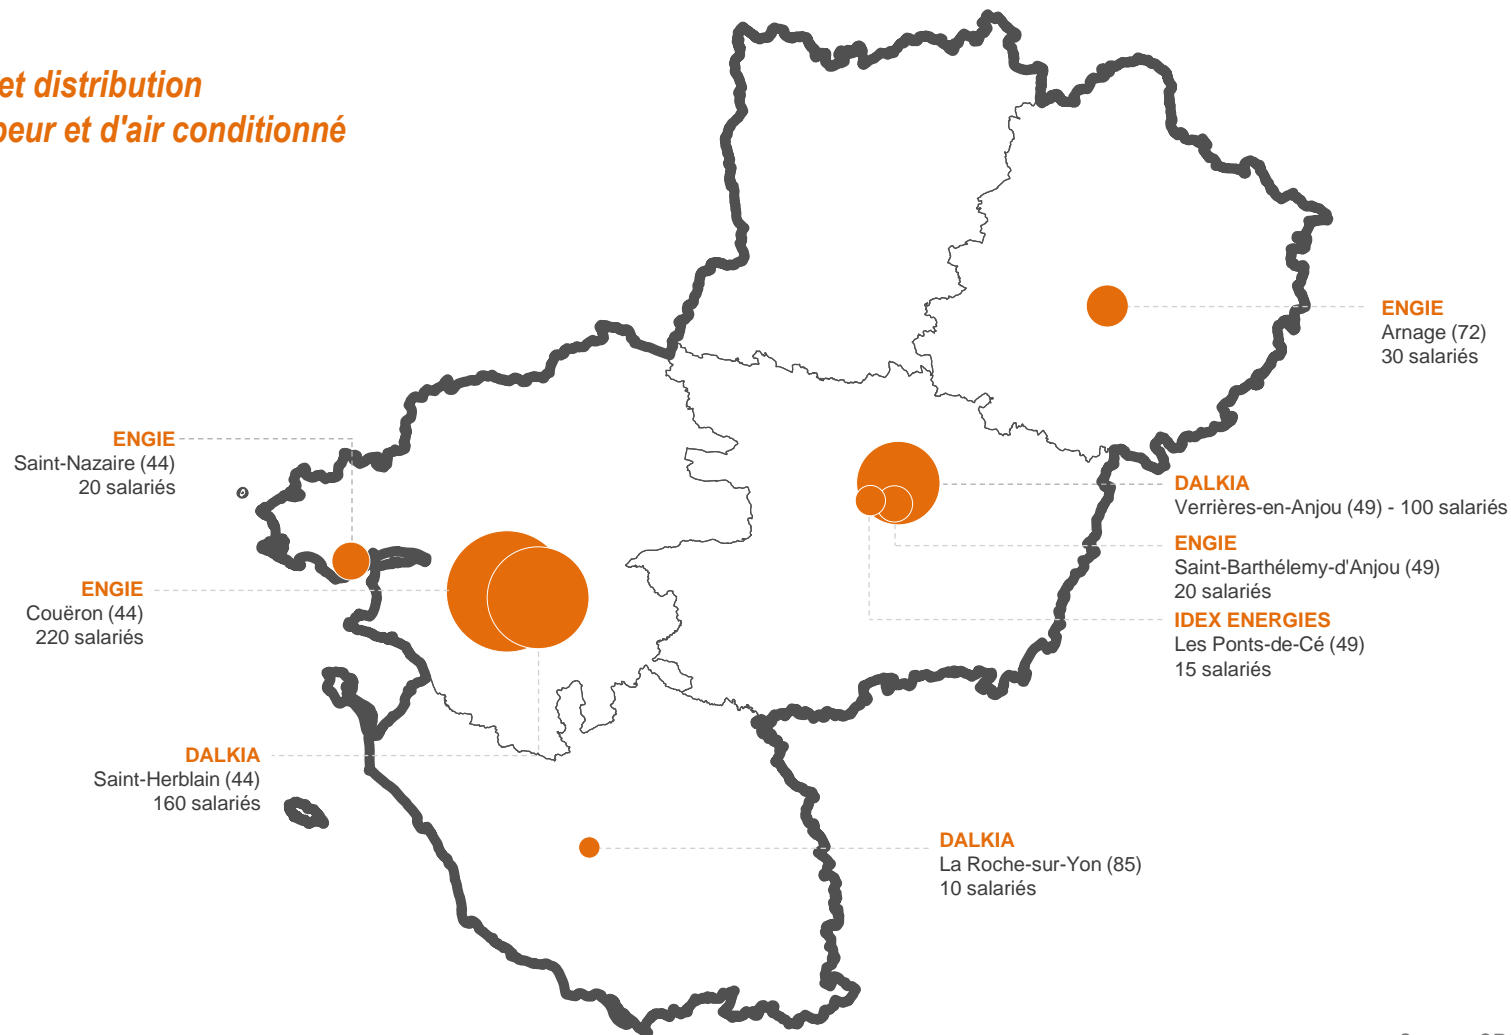 et distribution
et d'air conditionné
ENGIE
Arnage (72)
30 salariés
ENGIE
Saint-Nazaire (44)
20 salariés
DALKIA
Verrières-en-Anjou (49) - 100 salariés
ENGIE
Saint-Barthélemy-d'Anjou (49)
20 salariés
ENGIE
Couëron (44)
220 salariés
IDEX ENERGIES
Les Ponts-de-Cé (49)
15 salariés
DALKIA
Saint-Herblain (44)
160 salariés
DALKIA
La Roche-sur-Yon (85)
10 salariés